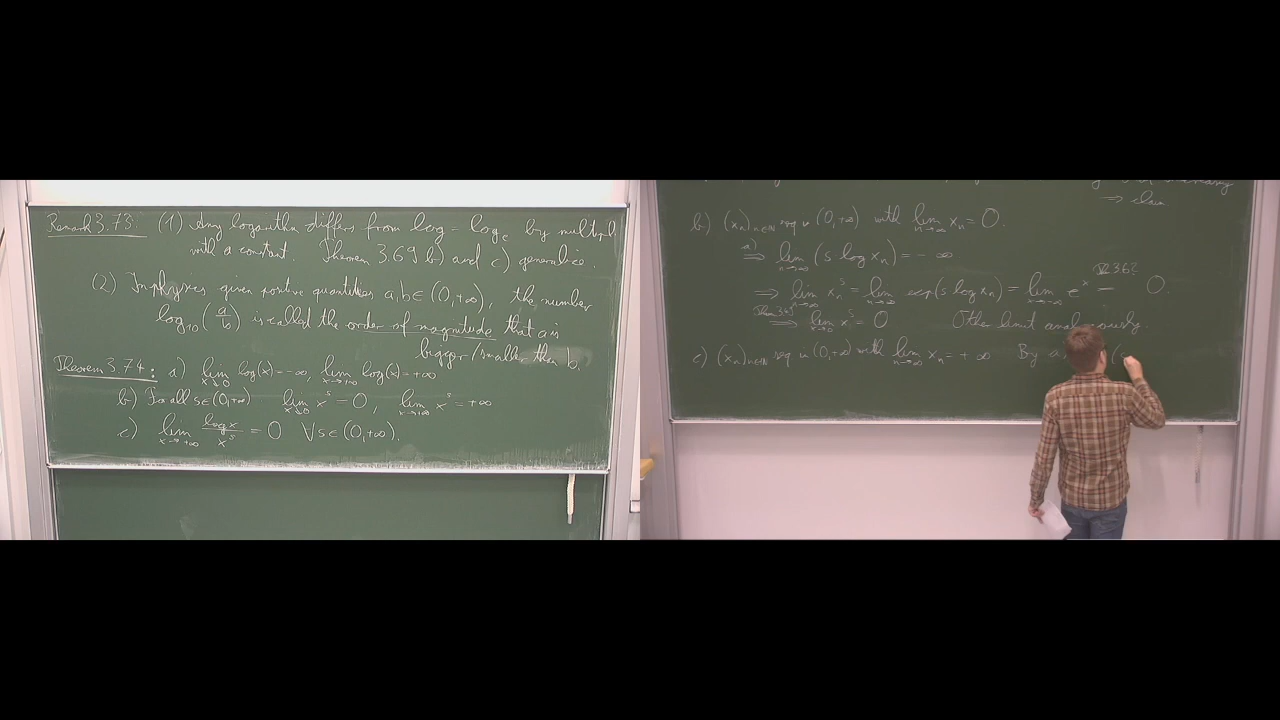 Remark 3.73: (1) Any logarithm differs from log = log_e by multipl.
with a constant. Theorem 3.69 b) and c) generalize.
(2) In physics given positive quantities a,b ∈ (0,+∞), the number
log₁₀(a/b) is called the order of magnitude that a is
bigger/smaller than b.
Theorem 3.74: a) lim_{x↓0} log(x) = -∞, lim_{x→+∞} log(x) = +∞
b) For all s∈(0,+∞) lim_{x↓0} x^s = 0, lim_{x→+∞} x^s = +∞
c) lim_{x→+∞} log x / x^s = 0 ∀s∈(0,+∞).
⇒ claim
b) (x_n)_{n∈ℕ} seq in (0,+∞) with lim_{n→∞} x_n = 0.
a) ⇒ lim_{n→∞} (s log x_n) = -∞
⇒ lim_{n→∞} x_n^s = lim_{n→∞} exp(s log x_n) = lim_{x→-∞} e^x = 0.
⇒ lim_{x↓0} x^s = 0 Other limit analogously.
c) (x_n)_{n∈ℕ} seq in (0,+∞) with lim_{n→∞} x_n = +∞ By a